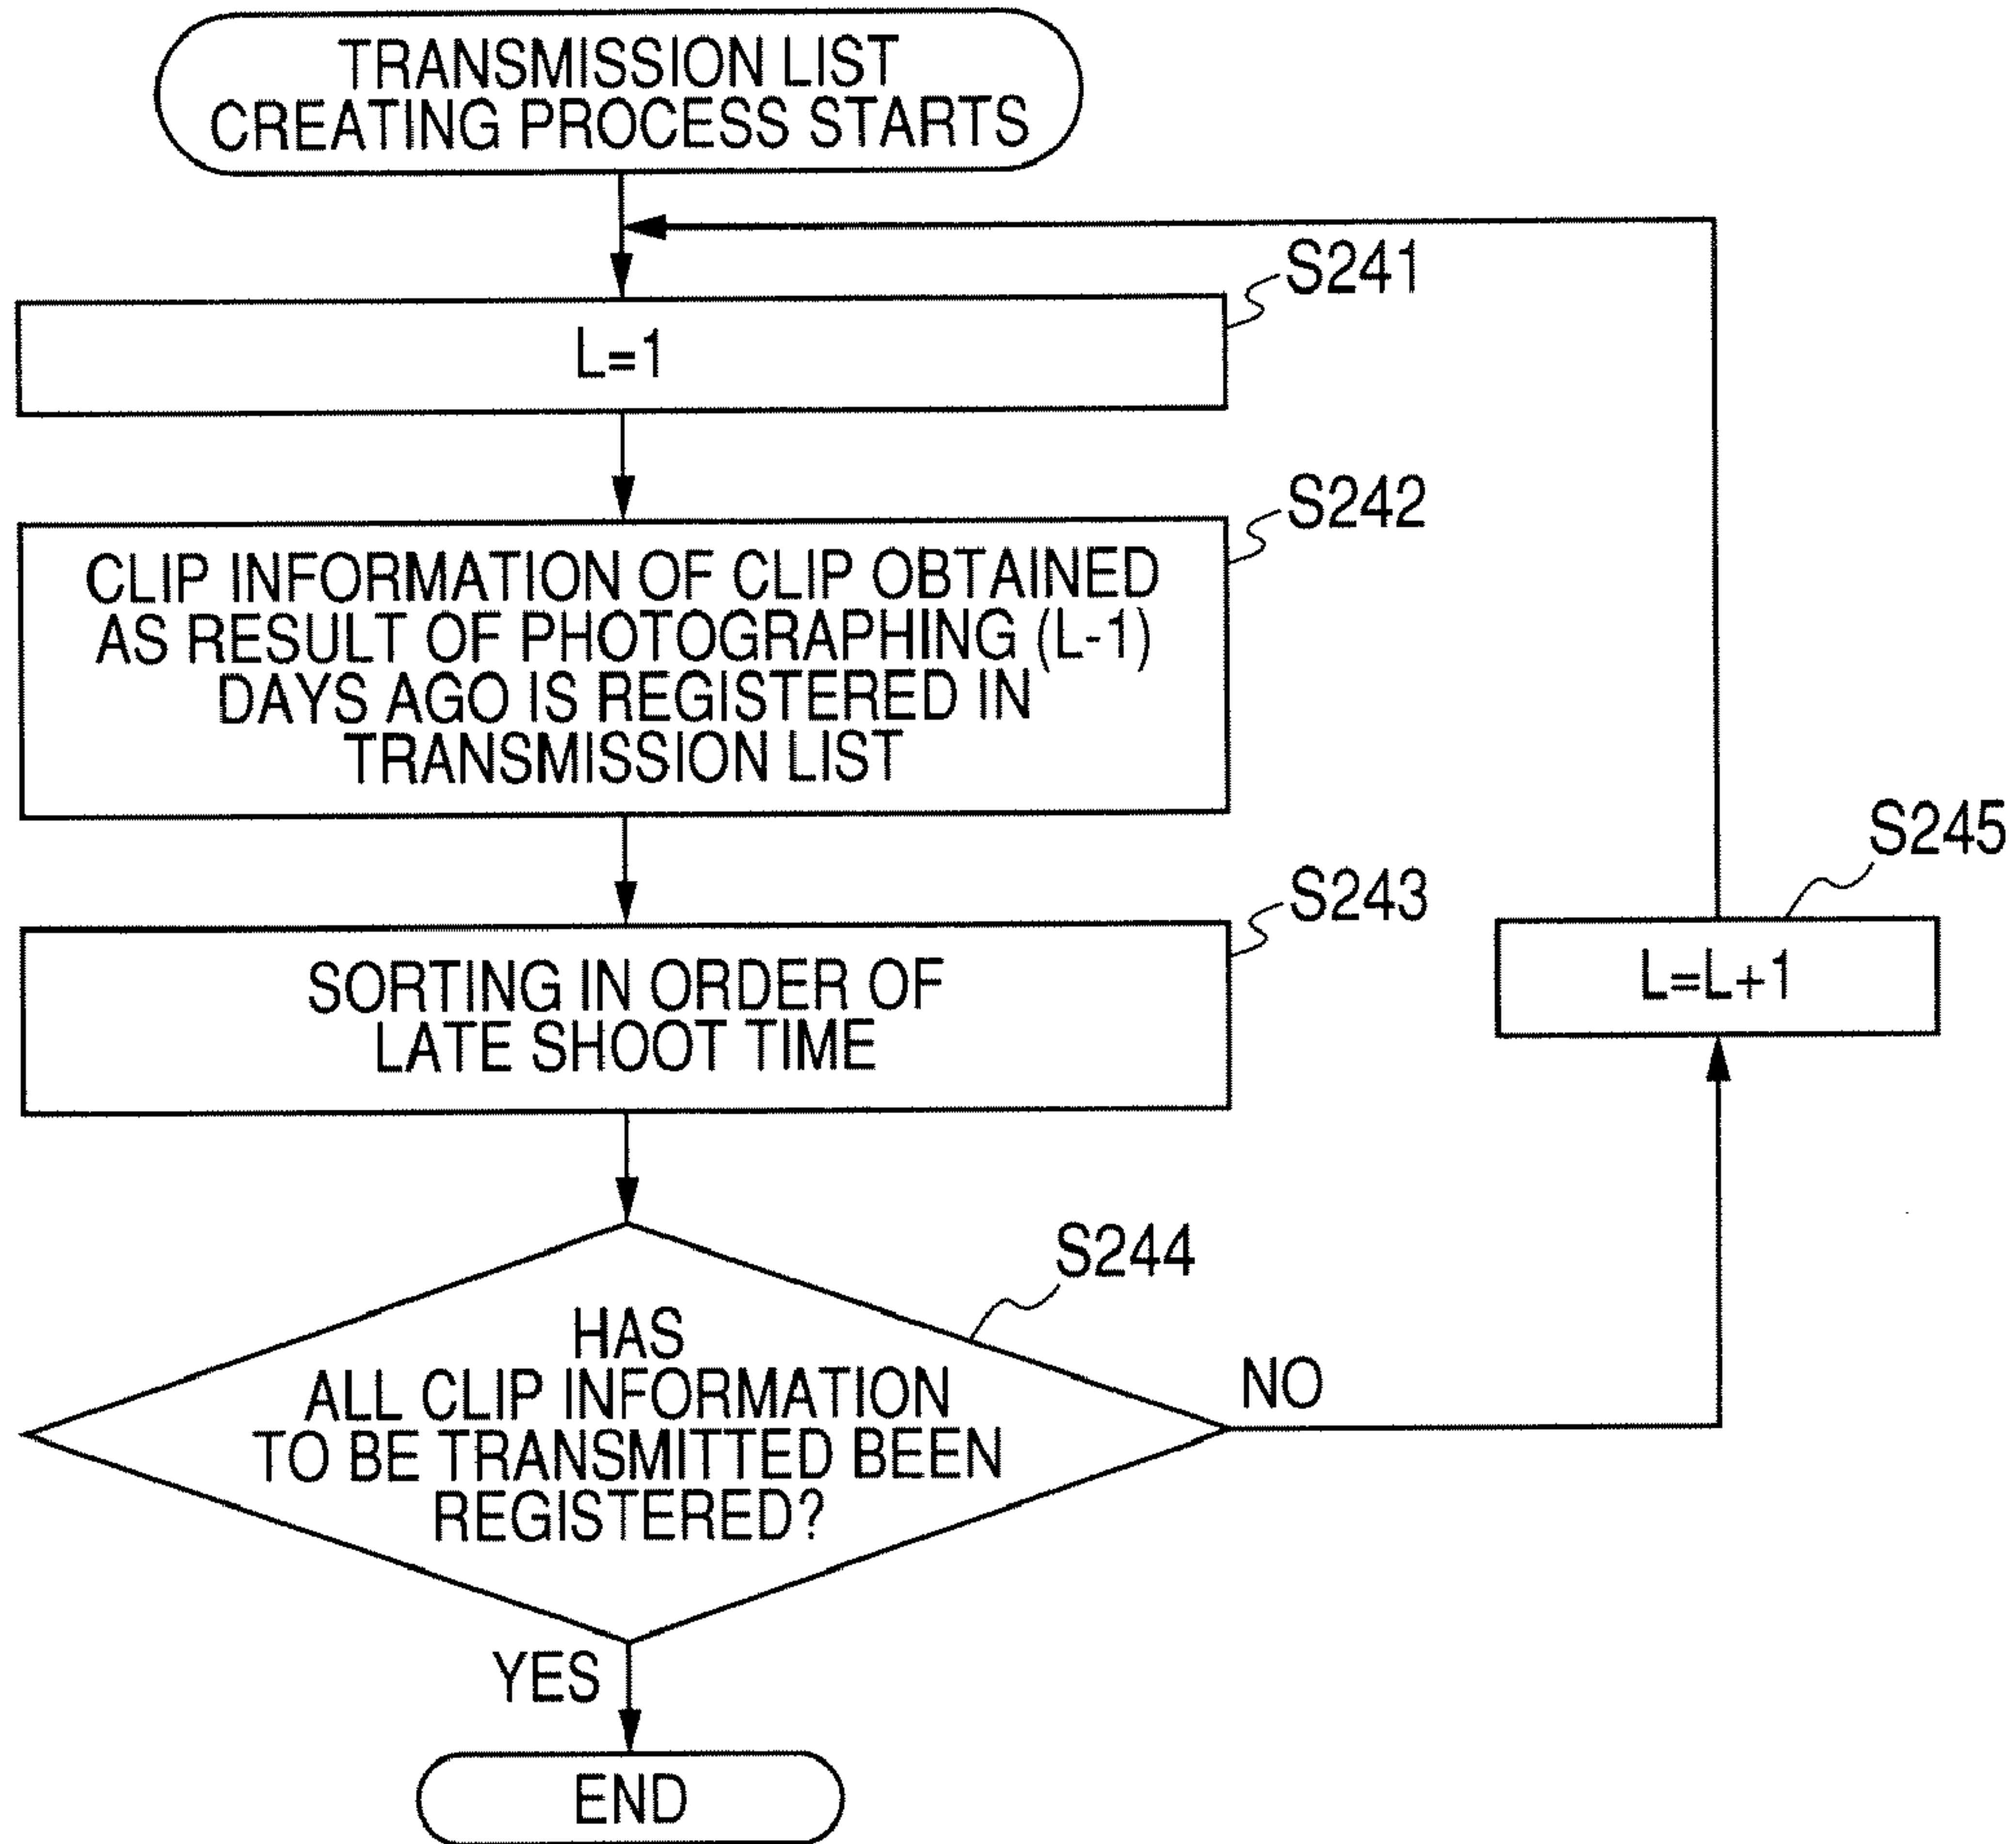 TRANSMISSION LIST
CREATING PROCESS STARTS
S241
L=1
S242
CLIP INFORMATION OF CLIP OBTAINED
AS RESULT OF PHOTOGRAPHING (L-1)
DAYS AGO IS REGISTERED IN
TRANSMISSION LIST
S243
SORTING IN ORDER OF
LATE SHOOT TIME
S245
L=L+1
S244
HAS
ALL CLIP INFORMATION
TO BE TRANSMITTED BEEN
REGISTERED?
NO
YES
END